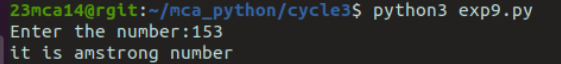 23mca14@rgit:~/mca_python/cycle3$ python3 exp9.py
Enter the number:153
it is amstrong number